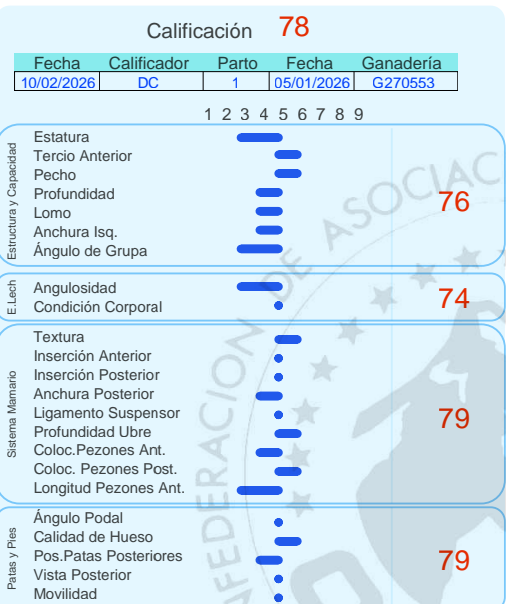 Calificación 78
Fecha Calificador Parto Fecha Ganadería
10/02/2026 DC 1 05/01/2026 G270553
1 2 3 4 5 6 7 8 9
Estructura y Capacidad
Estatura
Tercio Anterior
Pecho
Profundidad
Lomo
Anchura Isq.
Ángulo de Grupa
76
E.Lech
Angulosidad
Condición Corporal
74
Sistema Mamario
Textura
Inserción Anterior
Inserción Posterior
Anchura Posterior
Ligamento Suspensor
Profundidad Ubre
Coloc.Pezones Ant.
Coloc. Pezones Post.
Longitud Pezones Ant.
79
Patas y Pies
Ángulo Podal
Calidad de Hueso
Pos.Patas Posteriores
Vista Posterior
Movilidad
79
DE ASOCIAC
FEDERACION